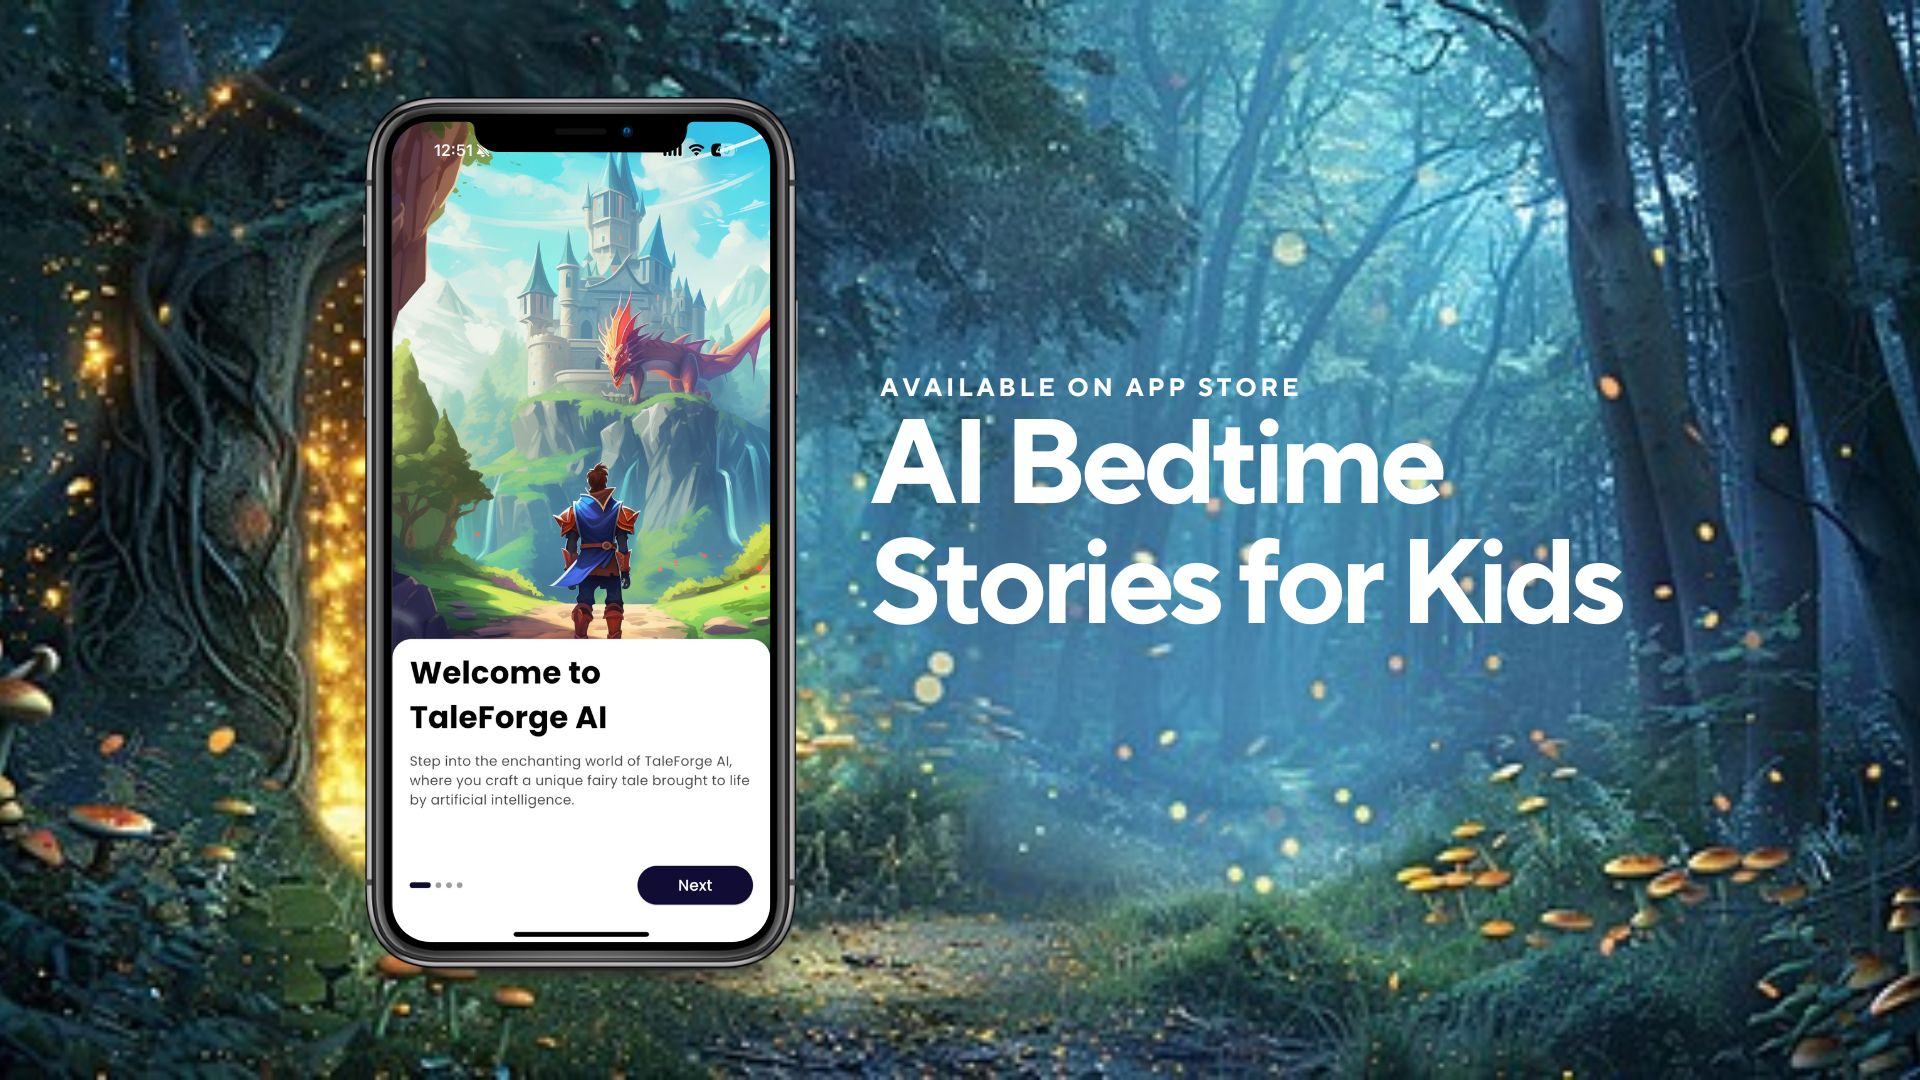 12:51
Welcome to
TaleForge AI
Step into the enchanting world of TaleForge AI,
where you craft a unique fairy tale brought to life
by artificial intelligence.
Next
AVAILABLE ON APP STORE
AI Bedtime
Stories for Kids